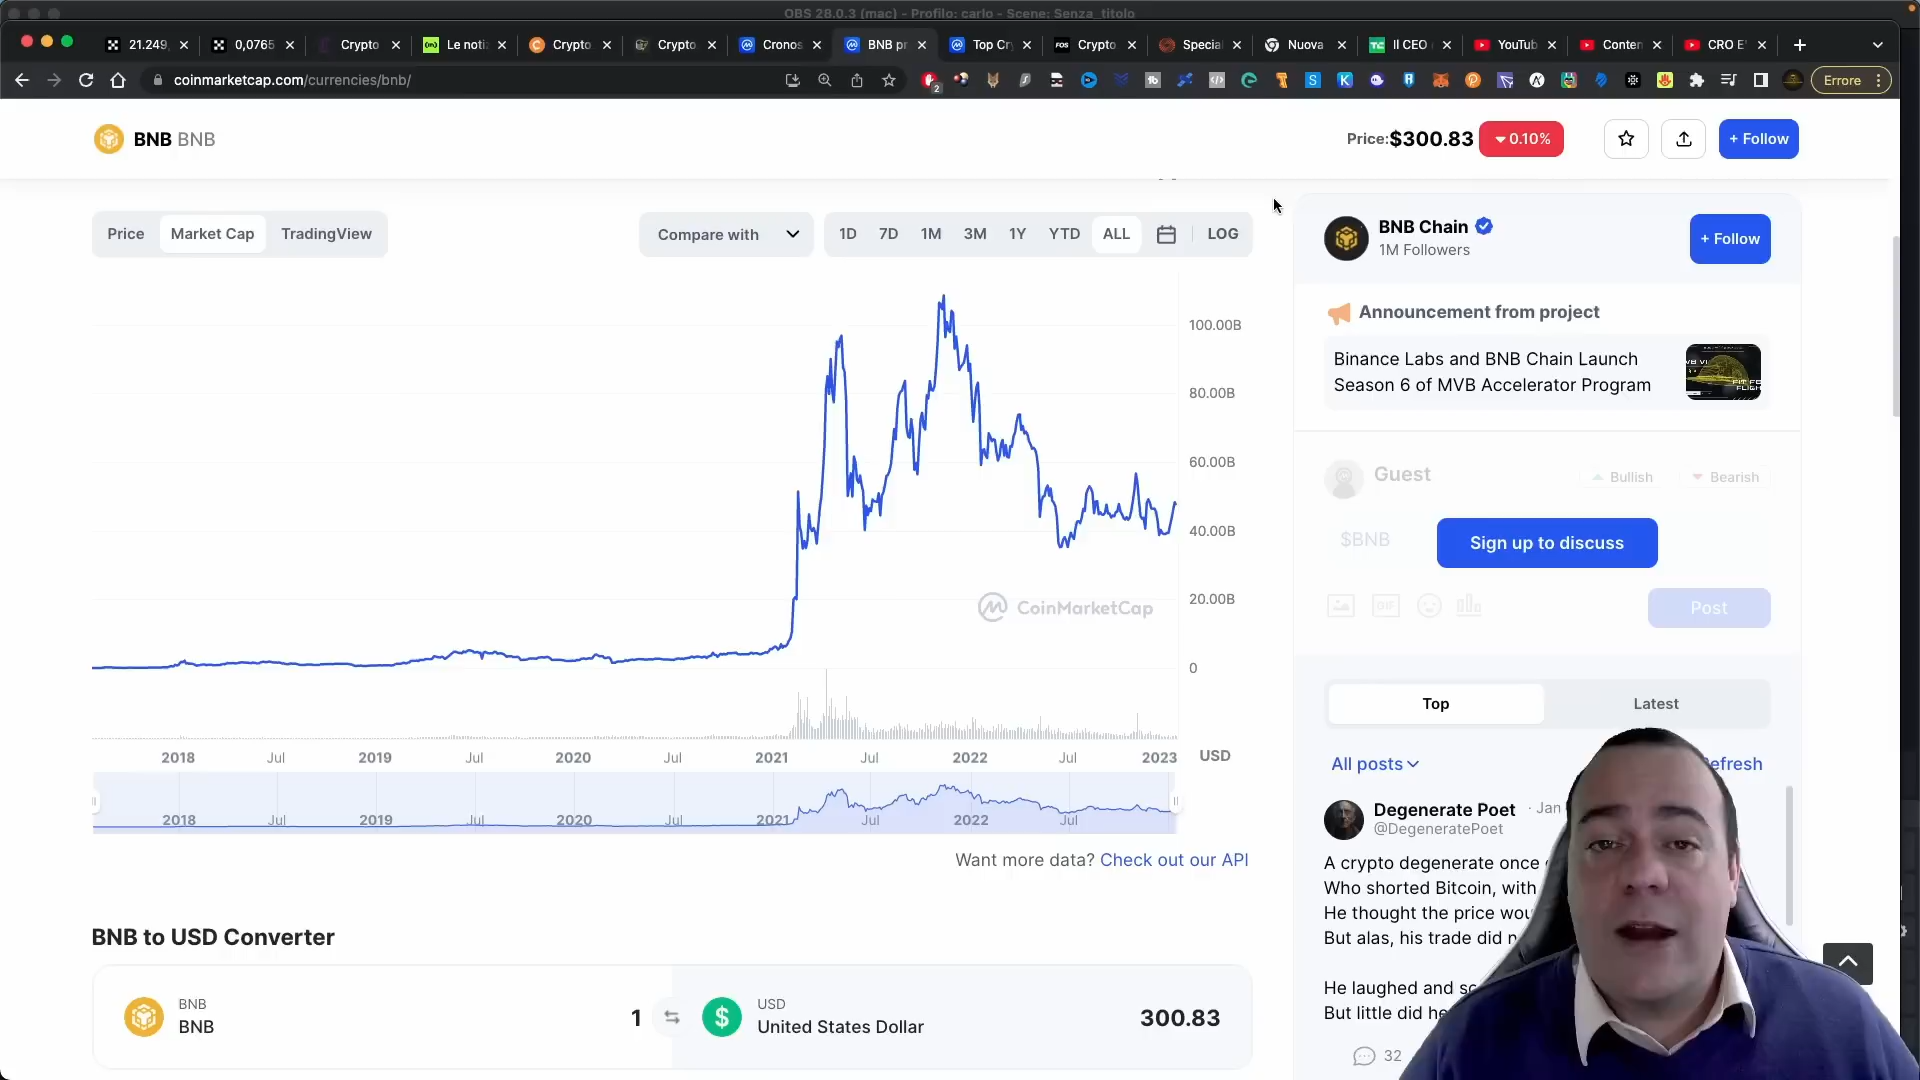 OBS 28.0.3 (mac) - Profilo: carlo - Scene: Senza_titolo
21.249,
0,0765
Crypto
Le noti
Crypto
Crypto
Cronos
BNB pr
Top Cr
Crypto
Special
Nuova
Il CEO
YouTub
Conten
CRO E
coinmarketcap.com/currencies/bnb/
2
Errore
BNB BNB
Price:$300.83
0.10%
+ Follow
Price
Market Cap
TradingView
Compare with
1D
7D
1M
3M
1Y
YTD
ALL
LOG
100.00B
80.00B
60.00B
40.00B
20.00B
0
CoinMarketCap
2018
Jul
2019
Jul
2020
Jul
2021
Jul
2022
Jul
2023
USD
2018
Jul
2019
Jul
2020
Jul
2021
Jul
2022
Jul
Want more data? Check out our API
BNB to USD Converter
BNB
BNB
1
USD
United States Dollar
300.83
BNB Chain
1M Followers
+ Follow
Announcement from project
Binance Labs and BNB Chain Launch
Season 6 of MVB Accelerator Program
Guest
Bullish
Bearish
$BNB
Sign up to discuss
GIF
Post
Top
Latest
All posts
efresh
Degenerate Poet
· Jan
@DegeneratePoet
A crypto degenerate once
Who shorted Bitcoin, with
He thought the price wou
But alas, his trade did n
He laughed and sc
But little did he
32